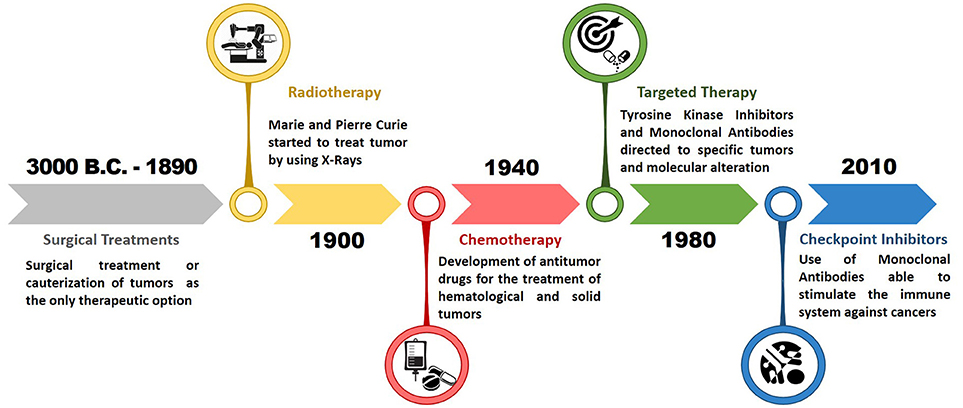 3000 B.C. - 1890
Surgical Treatments
Surgical treatment or
cauterization of tumors as
the only therapeutic option
Radiotherapy
Marie and Pierre Curie
started to treat tumor
by using X-Rays
1900
1940
Chemotherapy
Development of antitumor
drugs for the treatment of
hematological and solid
tumors
Targeted Therapy
Tyrosine Kinase Inhibitors
and Monoclonal Antibodies
directed to specific tumors
and molecular alteration
1980
2010
Checkpoint Inhibitors
Use of Monoclonal
Antibodies able to
stimulate the immune
system against cancers